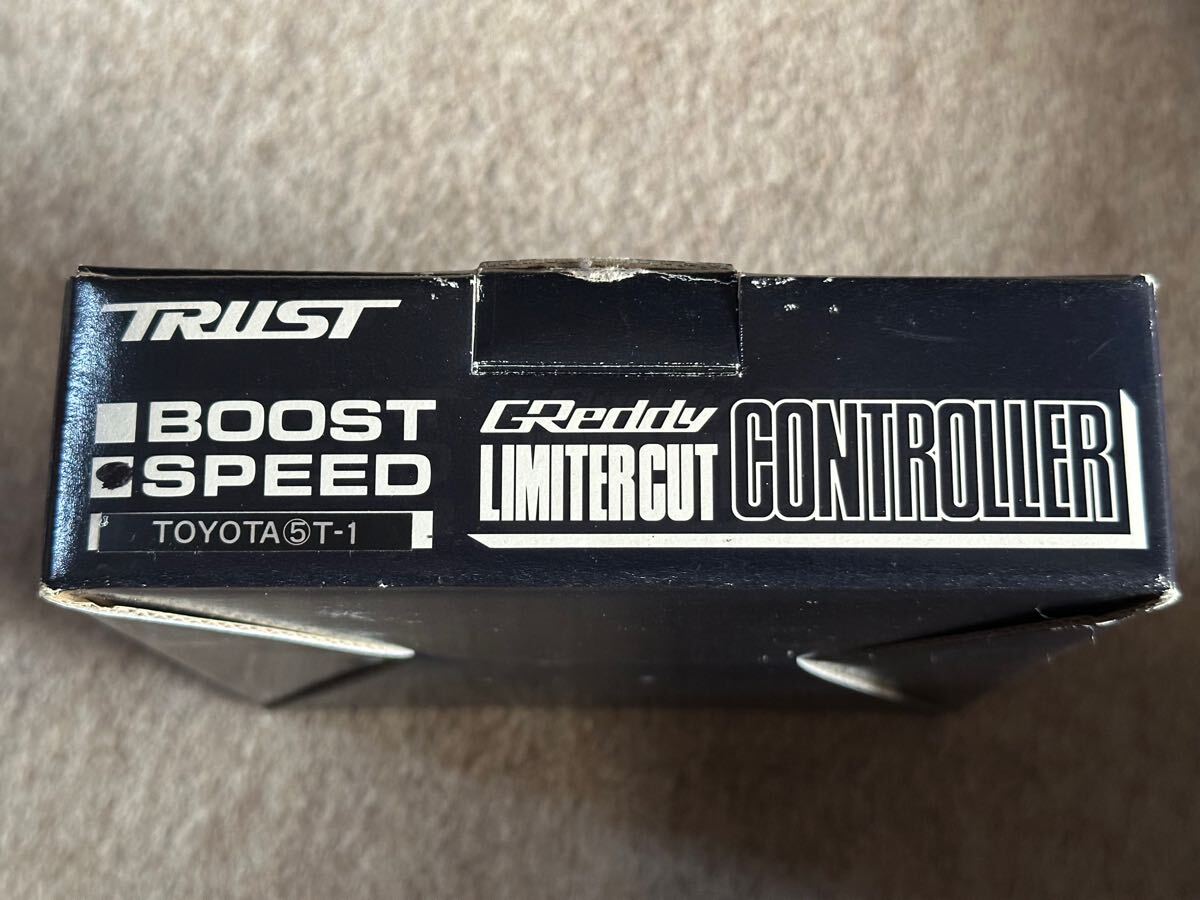 TRUST
BOOST
SPEED
TOYOTA⑤T-1
GReddy
LIMITERCUT
CONTROLLER